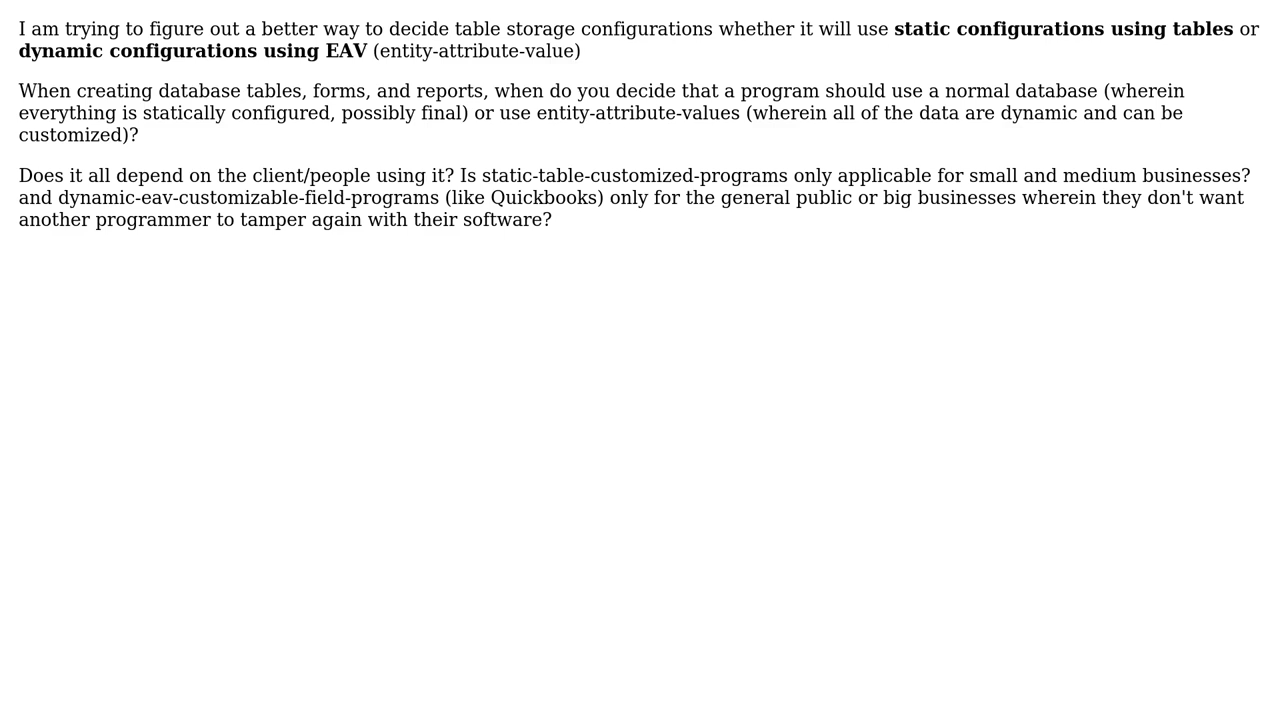 I am trying to figure out a better way to decide table storage configurations whether it will use static configurations using tables or
dynamic configurations using EAV (entity-attribute-value)
When creating database tables, forms, and reports, when do you decide that a program should use a normal database (wherein
everything is statically configured, possibly final) or use entity-attribute-values (wherein all of the data are dynamic and can be
customized)?
Does it all depend on the client/people using it? Is static-table-customized-programs only applicable for small and medium businesses?
and dynamic-eav-customizable-field-programs (like Quickbooks) only for the general public or big businesses wherein they don't want
another programmer to tamper again with their software?